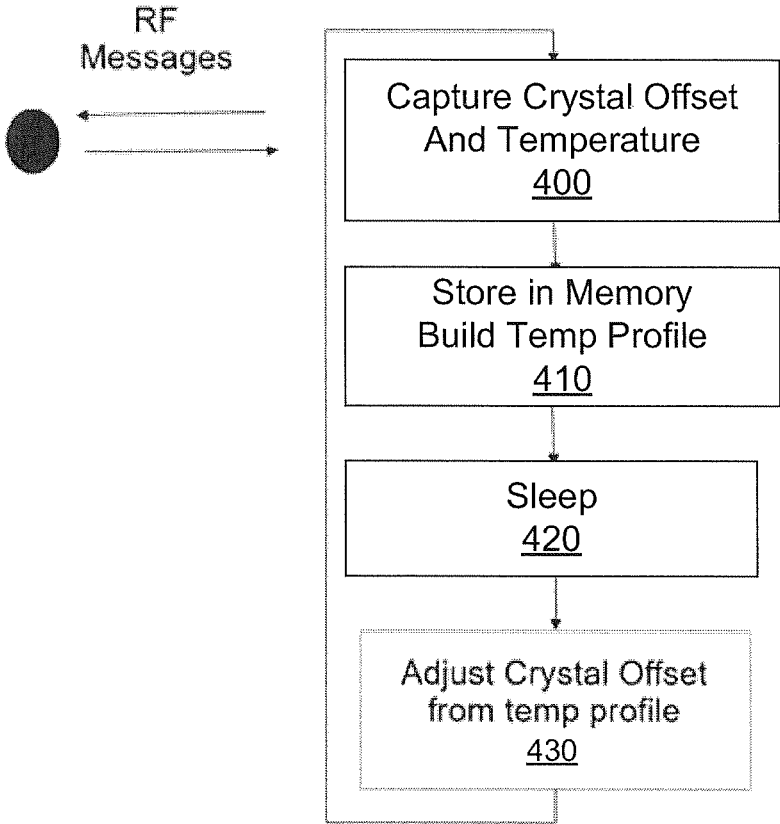 RF
Messages
Capture Crystal Offset
And Temperature
400
Store in Memory
Build Temp Profile
410
Sleep
420
Adjust Crystal Offset
from temp profile
430